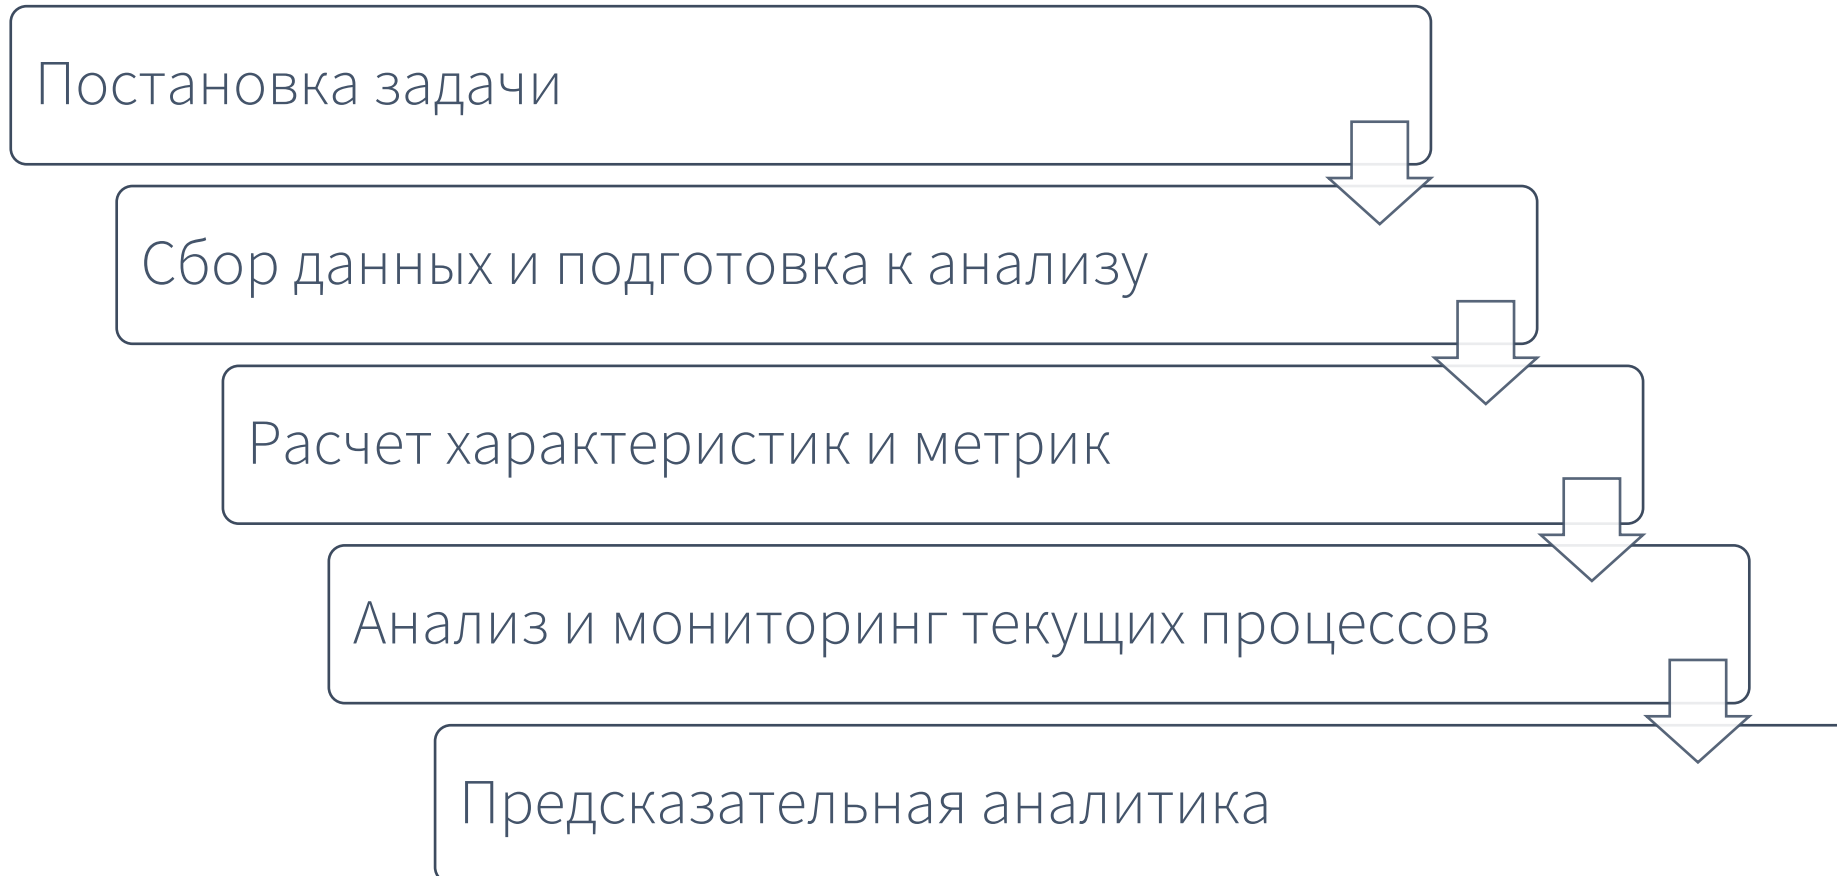 Постановка задачи
Сбор данных и подготовка к анализу
Расчет характеристик и метрик
Анализ и мониторинг текущих процессов
Предсказательная аналитика